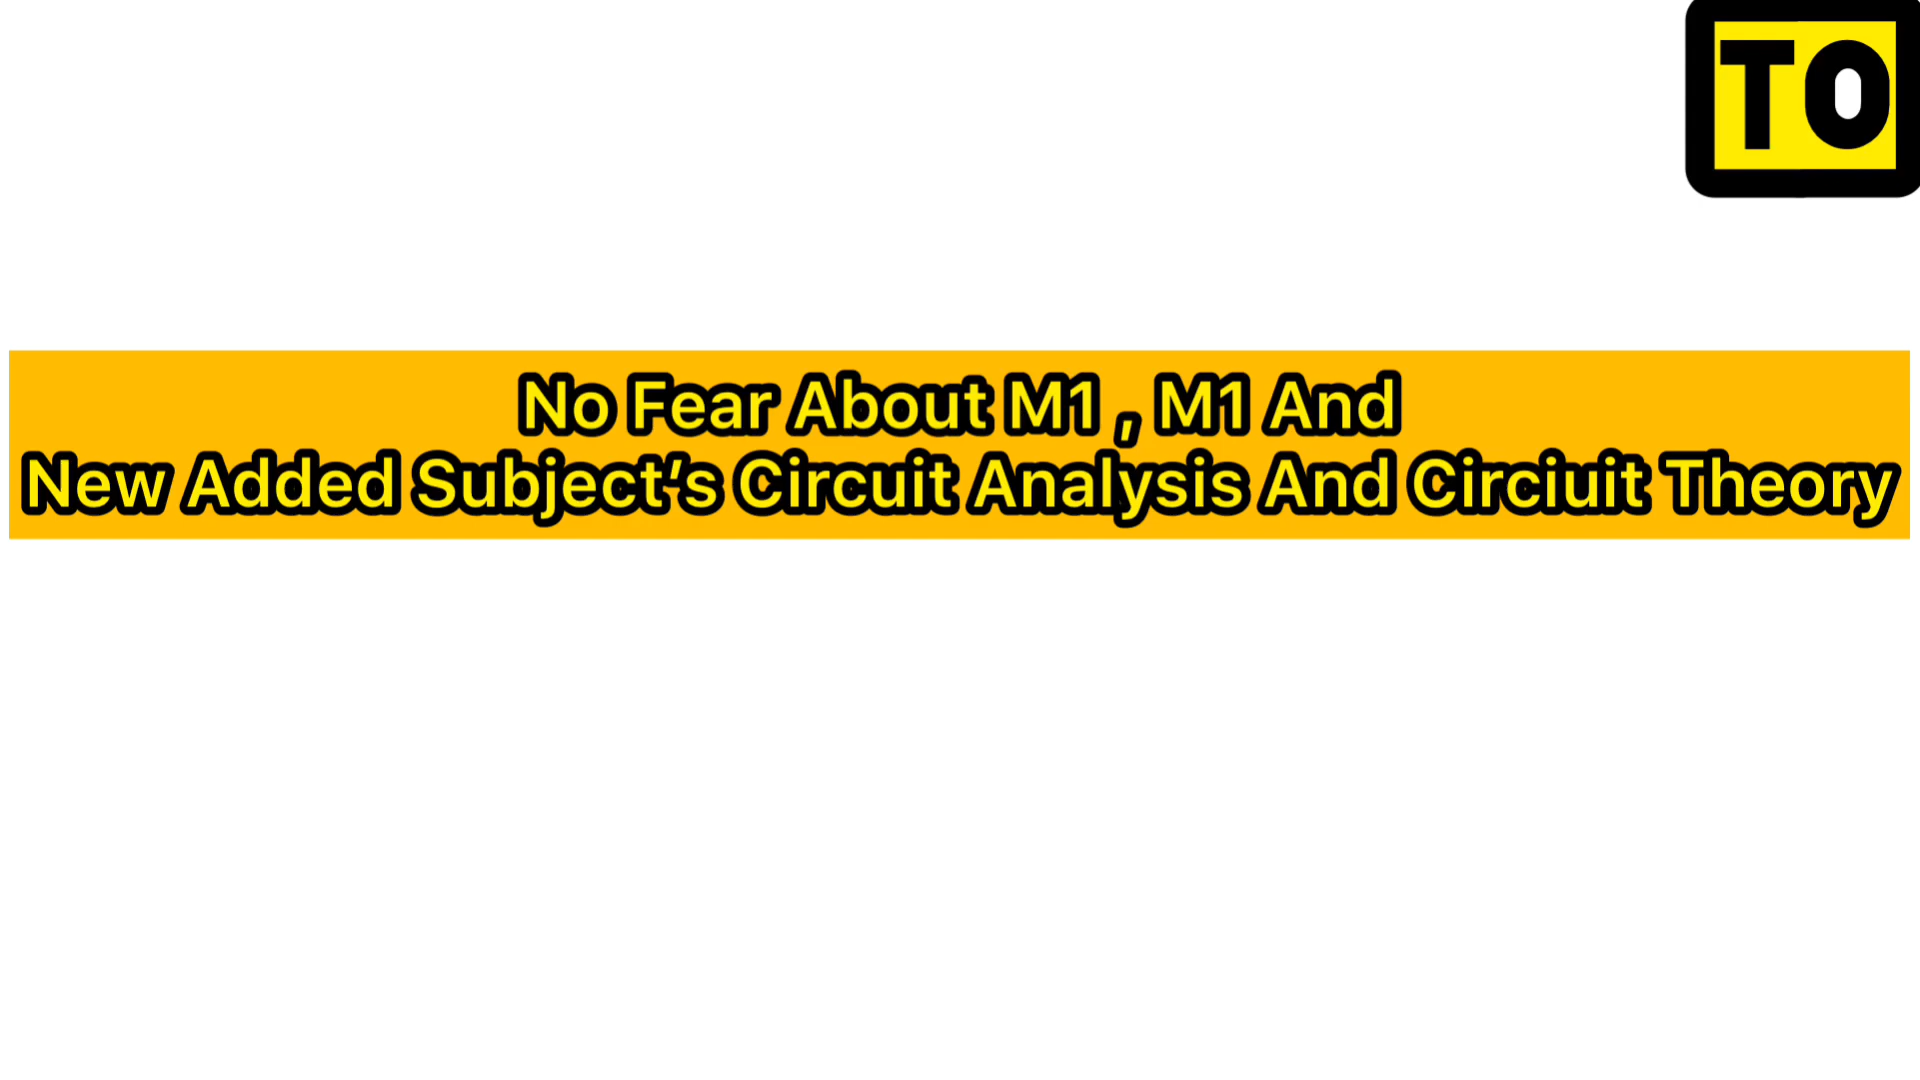 TO
No Fear About M1 , M1 And
New Added Subject's Circuit Analysis And Circiuit Theory